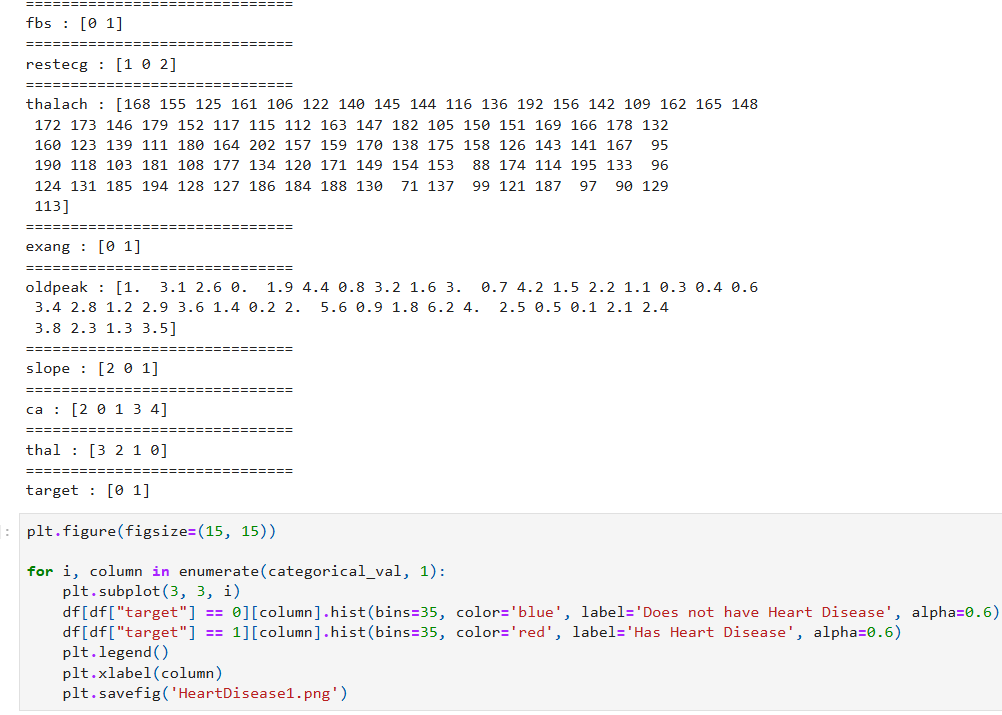 ==============================
fbs : [0 1]
==============================
restecg : [1 0 2]
==============================
thalach : [168 155 125 161 106 122 140 145 144 116 136 192 156 142 109 162 165 148
 172 173 146 179 152 117 115 112 163 147 182 105 150 151 169 166 178 132
 160 123 139 111 180 164 202 157 159 170 138 175 158 126 143 141 167  95
 190 118 103 181 108 177 134 120 171 149 154 153  88 174 114 195 133  96
 124 131 185 194 128 127 186 184 188 130  71 137  99 121 187  97  90 129
 113]
==============================
exang : [0 1]
==============================
oldpeak : [1.  3.1 2.6 0.  1.9 4.4 0.8 3.2 1.6 3.  0.7 4.2 1.5 2.2 1.1 0.3 0.4 0.6
 3.4 2.8 1.2 2.9 3.6 1.4 0.2 2.  5.6 0.9 1.8 6.2 4.  2.5 0.5 0.1 2.1 2.4
 3.8 2.3 1.3 3.5]
==============================
slope : [2 0 1]
==============================
ca : [2 0 1 3 4]
==============================
thal : [3 2 1 0]
==============================
target : [0 1]
]: plt.figure(figsize=(15, 15))
for i, column in enumerate(categorical_val, 1):
    plt.subplot(3, 3, i)
    df[df["target"] == 0][column].hist(bins=35, color='blue', label='Does not have Heart Disease', alpha=0.6)
    df[df["target"] == 1][column].hist(bins=35, color='red', label='Has Heart Disease', alpha=0.6)
    plt.legend()
    plt.xlabel(column)
    plt.savefig('HeartDisease1.png')